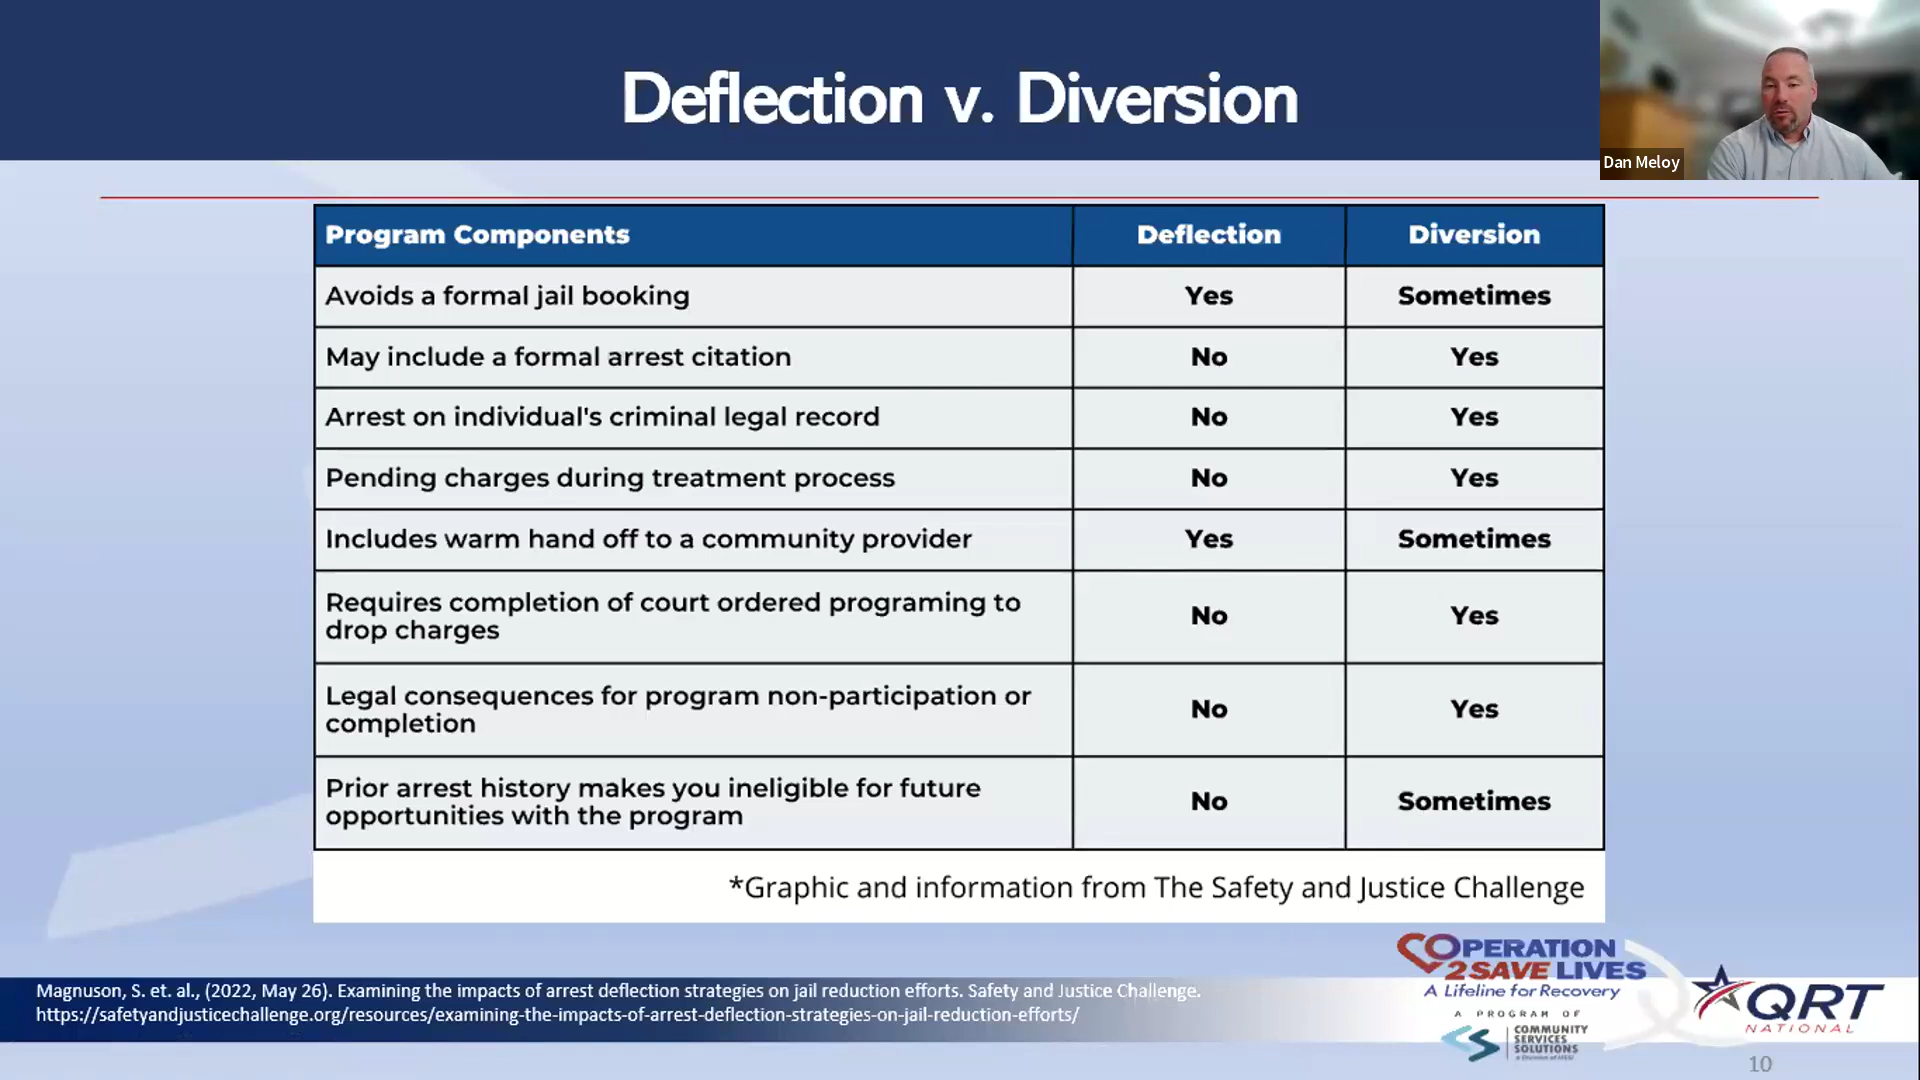 Deflection v. Diversion
Dan Meloy
Program Components Deflection Diversion
Avoids a formal jail booking Yes Sometimes
May include a formal arrest citation No Yes
Arrest on individual's criminal legal record No Yes
Pending charges during treatment process No Yes
Includes warm hand off to a community provider Yes Sometimes
Requires completion of court ordered programing to
drop charges No Yes
Legal consequences for program non-participation or
completion No Yes
Prior arrest history makes you ineligible for future
opportunities with the program No Sometimes
*Graphic and information from The Safety and Justice Challenge
Magnuson, S. et. al., (2022, May 26). Examining the impacts of arrest deflection strategies on jail reduction efforts. Safety and Justice Challenge.
https://safetyandjusticechallenge.org/resources/examining-the-impacts-of-arrest-deflection-strategies-on-jail-reduction-efforts/
OPERATION
2SAVE LIVES
A Lifeline for Recovery
A PROGRAM OF
COMMUNITY
SERVICES
SOLUTIONS
QRT
NATIONAL
10